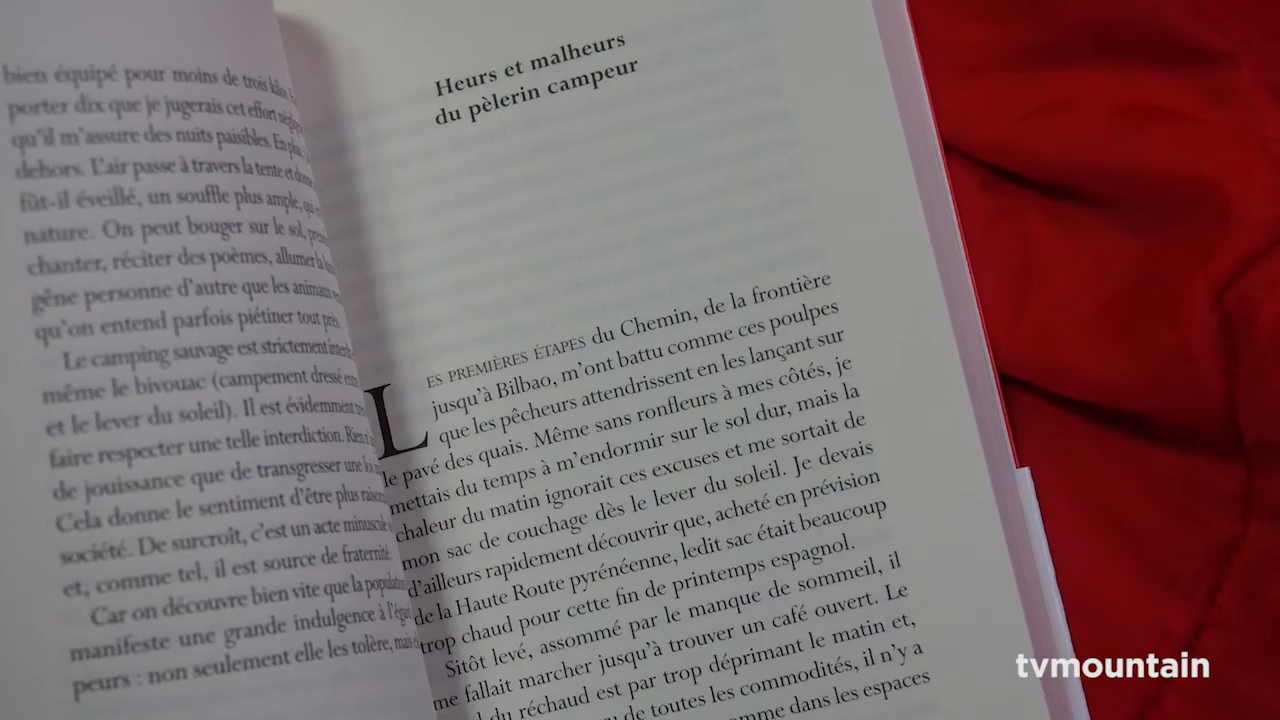 bien équipé pour moins de trois kilos.
porter dix que je jugerais cet effort
qu'il m'assure des nuits paisibles. En plus,
dehors. L'air passe à travers la tente et donne
fût-il éveillé, un souffle plus ample, qui
nature. On peut bouger sur le sol,
chanter, réciter des poèmes, allumer la
gêne personne d'autre que les animaux
qu'on entend parfois piétiner tout près.
Le camping sauvage est strictement
même le bivouac (campement dressé
et le lever du soleil). Il est évidemment
faire respecter une telle interdiction. Rien
de jouissance que de transgresser une
Cela donne le sentiment d'être plus
société. De surcroît, c'est un acte minuscule
et, comme tel, il est source de fraternité.
Car on découvre bien vite que la
manifeste une grande indulgence à
peurs : non seulement elle les tolère, mais
Heurs et malheurs
du pèlerin campeur
LES PREMIÈRES ÉTAPES du Chemin, de la frontière
jusqu'à Bilbao, m'ont battu comme ces poulpes
que les pêcheurs attendrissent en les lançant sur
le pavé des quais. Même sans ronfleurs à mes côtés, je
mettais du temps à m'endormir sur le sol dur, mais la
chaleur du matin ignorait ces excuses et me sortait de
mon sac de couchage dès le lever du soleil. Je devais
d'ailleurs rapidement découvrir que, acheté en prévision
de la Haute Route pyrénéenne, ledit sac était beaucoup
trop chaud pour cette fin de printemps espagnol.
Sitôt levé, assommé par le manque de sommeil, il
me fallait marcher jusqu'à trouver un café ouvert. Le
du réchaud est par trop déprimant le matin et,
de toutes les commodités, il n'y a
comme dans les espaces
tvmountain